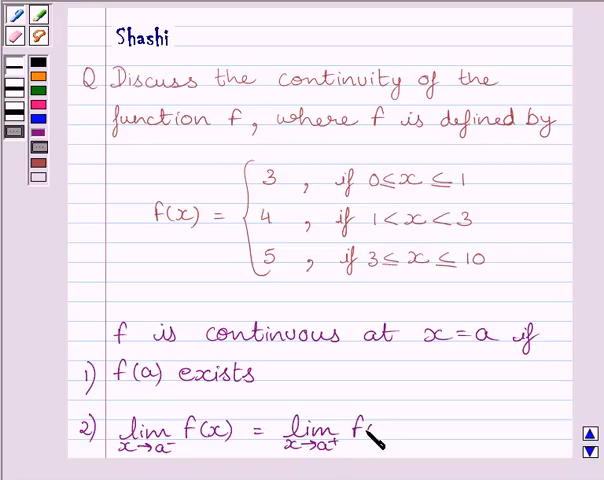 Shashi
Q Discuss the continuity of the
function f, where f is defined by
3 , if 0≤x≤1
f(x) = { 4 , if 1<x<3
5 , if 3≤x≤10
f is continuous at x=a if
1) f(a) exists
2) lim x→a⁻ f(x) = lim x→a⁺ f